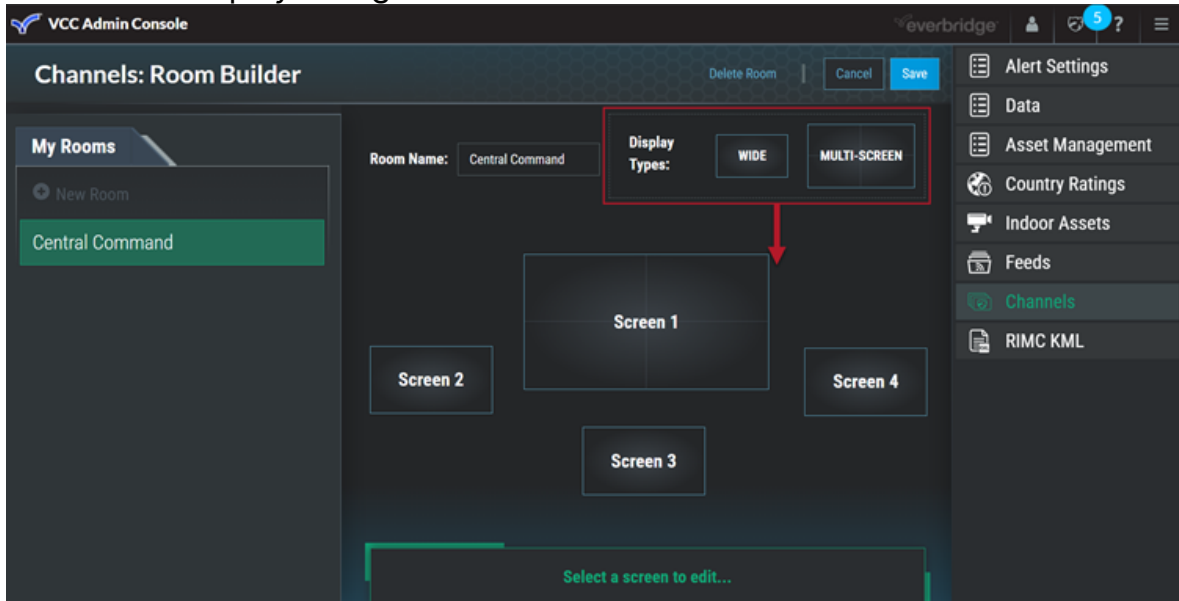 VCC Admin Console
everbridge
5
?
Channels: Room Builder
Delete Room
Cancel
Save
My Rooms
New Room
Central Command
Room Name:
Central Command
Display
Types:
WIDE
MULTI-SCREEN
Screen 1
Screen 2
Screen 4
Screen 3
Select a screen to edit...
Alert Settings
Data
Asset Management
Country Ratings
Indoor Assets
Feeds
Channels
RIMC KML